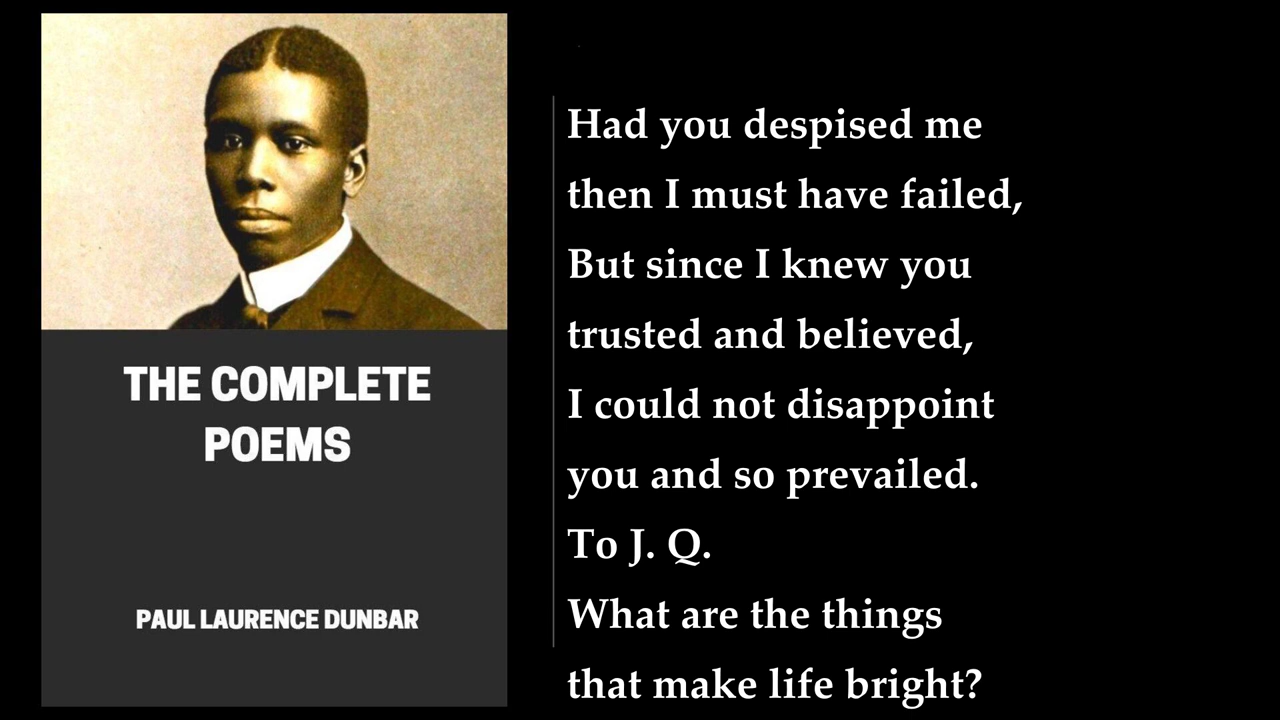 THE COMPLETE
POEMS
PAUL LAURENCE DUNBAR
Had you despised me
then I must have failed,
But since I knew you
trusted and believed,
I could not disappoint
you and so prevailed.
To J. Q.
What are the things
that make life bright?